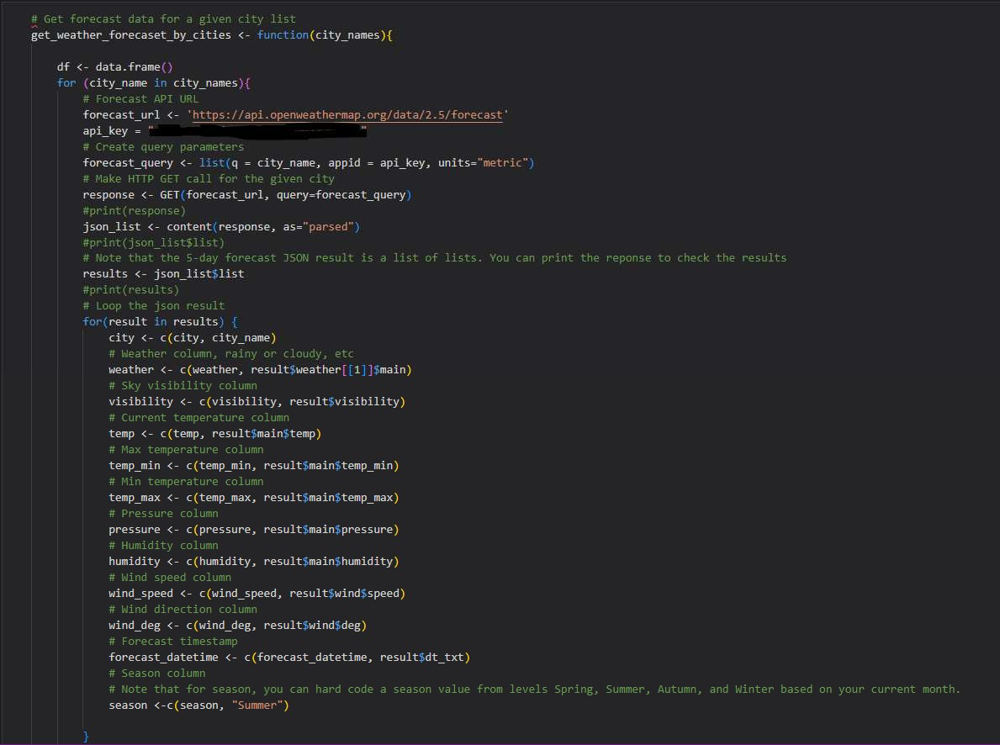 # Get forecast data for a given city list
get_weather_forecaset_by_cities <- function(city_names){
df <- data.frame()
for (city_name in city_names){
# Forecast API URL
forecast_url <- 'https://api.openweathermap.org/data/2.5/forecast'
api_key = " "
# Create query parameters
forecast_query <- list(q = city_name, appid = api_key, units="metric")
# Make HTTP GET call for the given city
response <- GET(forecast_url, query=forecast_query)
#print(response)
json_list <- content(response, as="parsed")
#print(json_list$list)
# Note that the 5-day forecast JSON result is a list of lists. You can print the reponse to check the results
results <- json_list$list
#print(results)
# Loop the json result
for(result in results) {
city <- c(city, city_name)
# Weather column, rainy or cloudy, etc
weather <- c(weather, result$weather[[1]]$main)
# Sky visibility column
visibility <- c(visibility, result$visibility)
# Current temperature column
temp <- c(temp, result$main$temp)
# Max temperature column
temp_min <- c(temp_min, result$main$temp_min)
# Min temperature column
temp_max <- c(temp_max, result$main$temp_max)
# Pressure column
pressure <- c(pressure, result$main$pressure)
# Humidity column
humidity <- c(humidity, result$main$humidity)
# Wind speed column
wind_speed <- c(wind_speed, result$wind$speed)
# Wind direction column
wind_deg <- c(wind_deg, result$wind$deg)
# Forecast timestamp
forecast_datetime <- c(forecast_datetime, result$dt_txt)
# Season column
# Note that for season, you can hard code a season value from levels Spring, Summer, Autumn, and Winter based on your current month.
season <-c(season, "Summer")
}